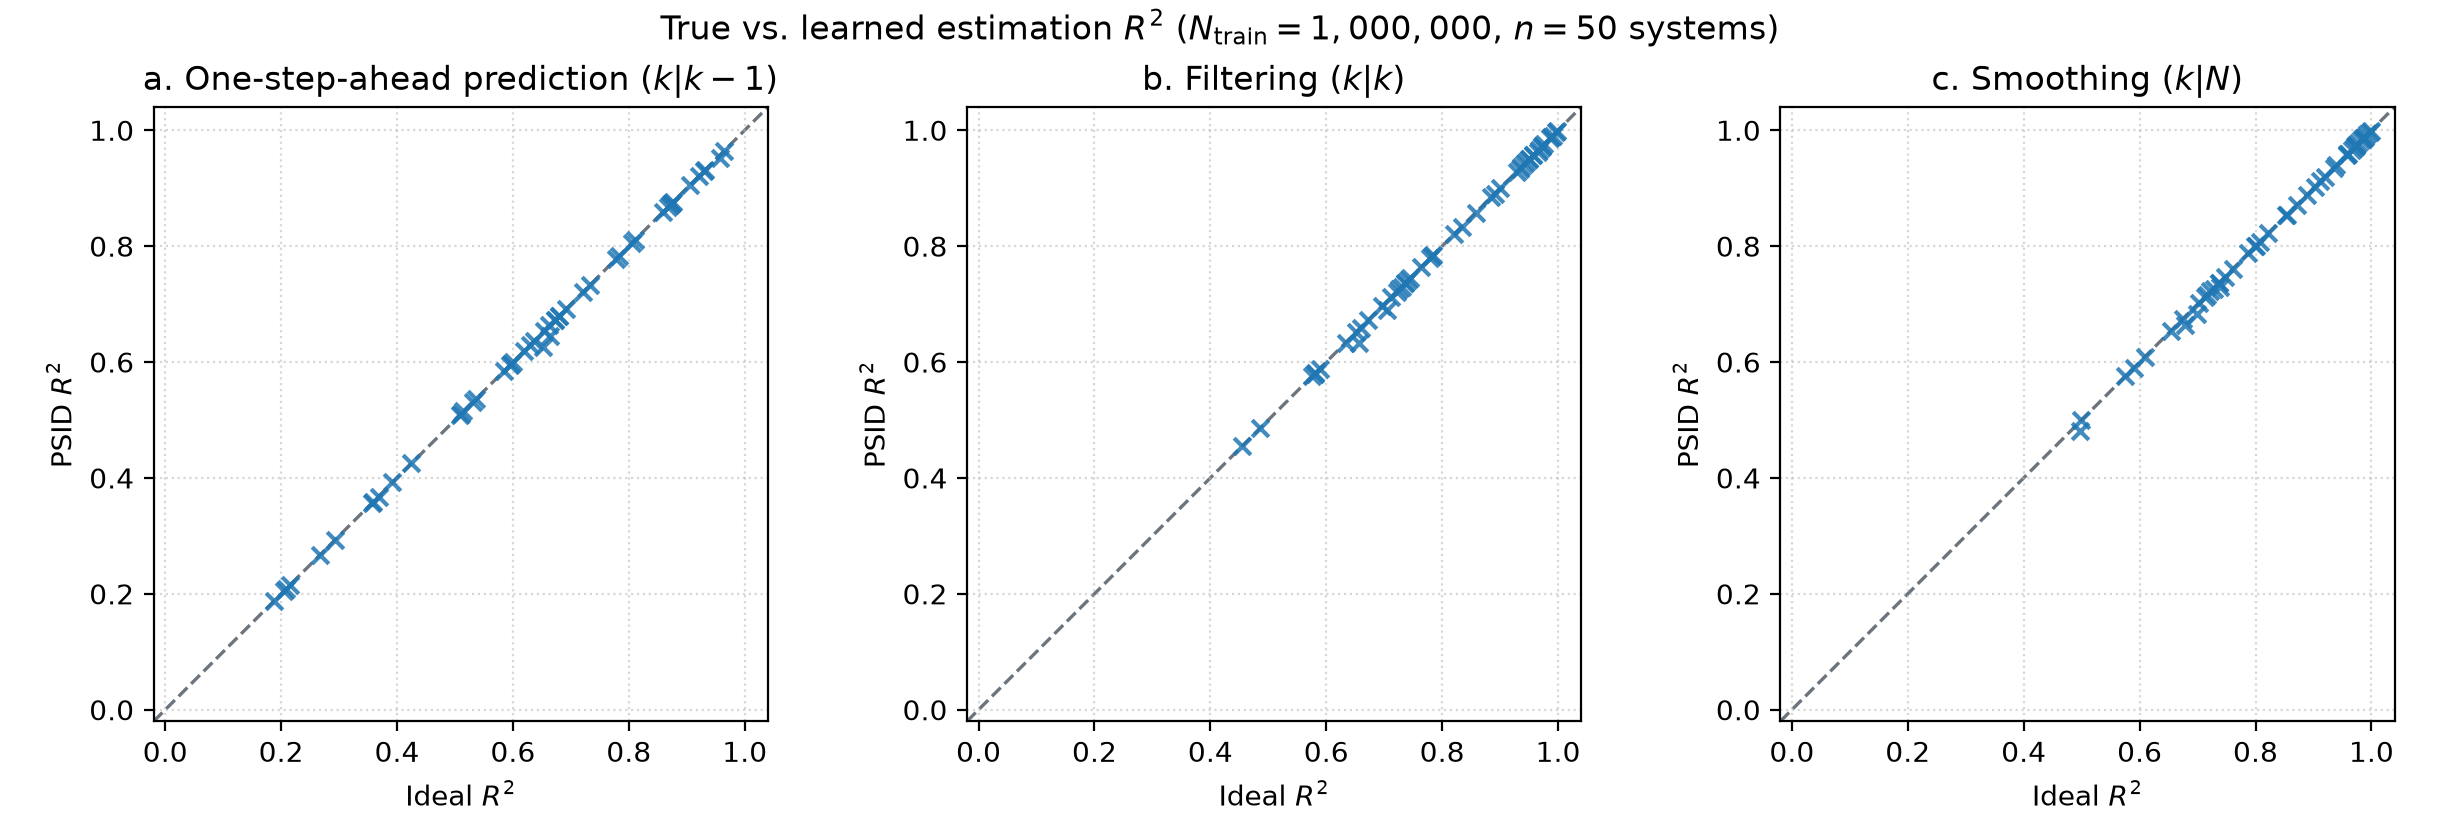 True vs. learned estimation R² (N_train = 1,000,000, n = 50 systems)
a. One-step-ahead prediction (k|k − 1)
1.0
0.8
0.6
0.4
0.2
0.0
PSID R²
0.0 0.2 0.4 0.6 0.8 1.0
Ideal R²
b. Filtering (k|k)
1.0
0.8
0.6
0.4
0.2
0.0
PSID R²
0.0 0.2 0.4 0.6 0.8 1.0
Ideal R²
c. Smoothing (k|N)
1.0
0.8
0.6
0.4
0.2
0.0
PSID R²
0.0 0.2 0.4 0.6 0.8 1.0
Ideal R²